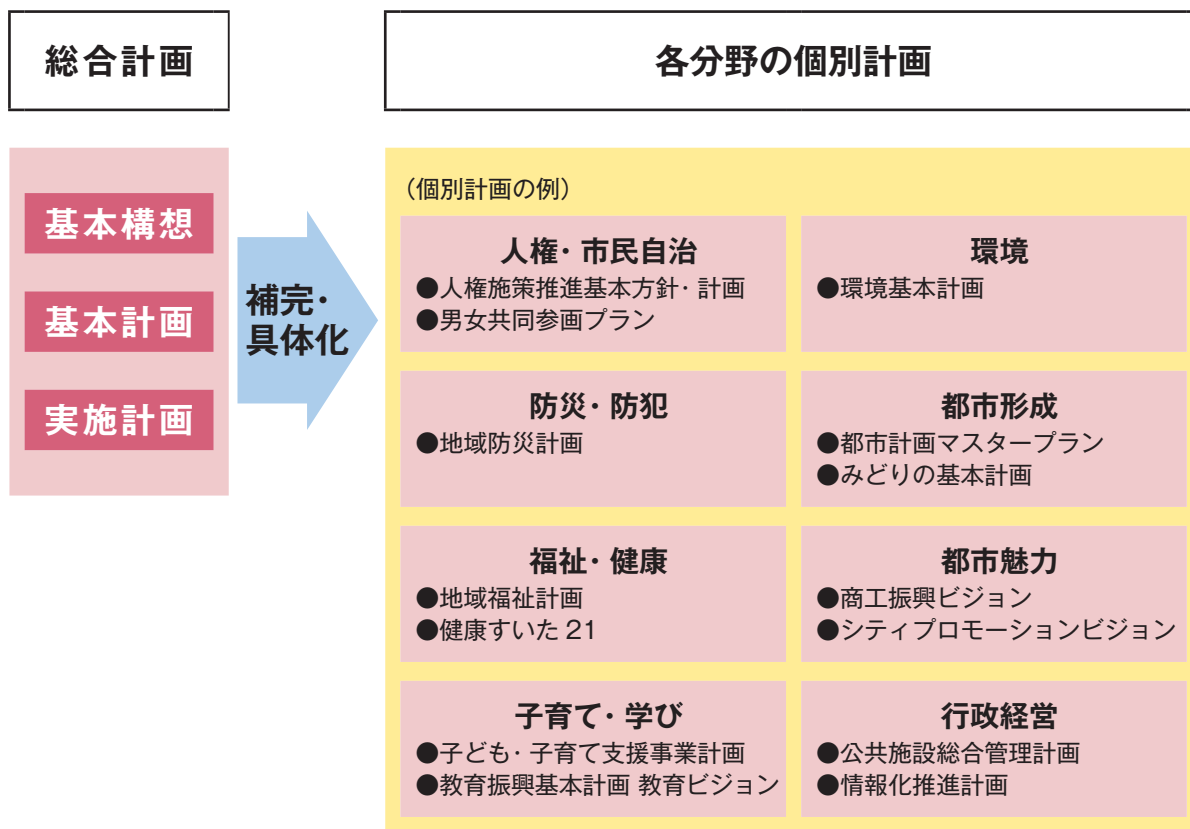 総合計画
各分野の個別計画
基本構想
基本計画
実施計画
補完・
具体化
（個別計画の例）
人権・市民自治
●人権施策推進基本方針・計画
●男女共同参画プラン
環境
●環境基本計画
防災・防犯
●地域防災計画
都市形成
●都市計画マスタープラン
●みどりの基本計画
福祉・健康
●地域福祉計画
●健康すいた 21
都市魅力
●商工振興ビジョン
●シティプロモーションビジョン
子育て・学び
●子ども・子育て支援事業計画
●教育振興基本計画 教育ビジョン
行政経営
●公共施設総合管理計画
●情報化推進計画